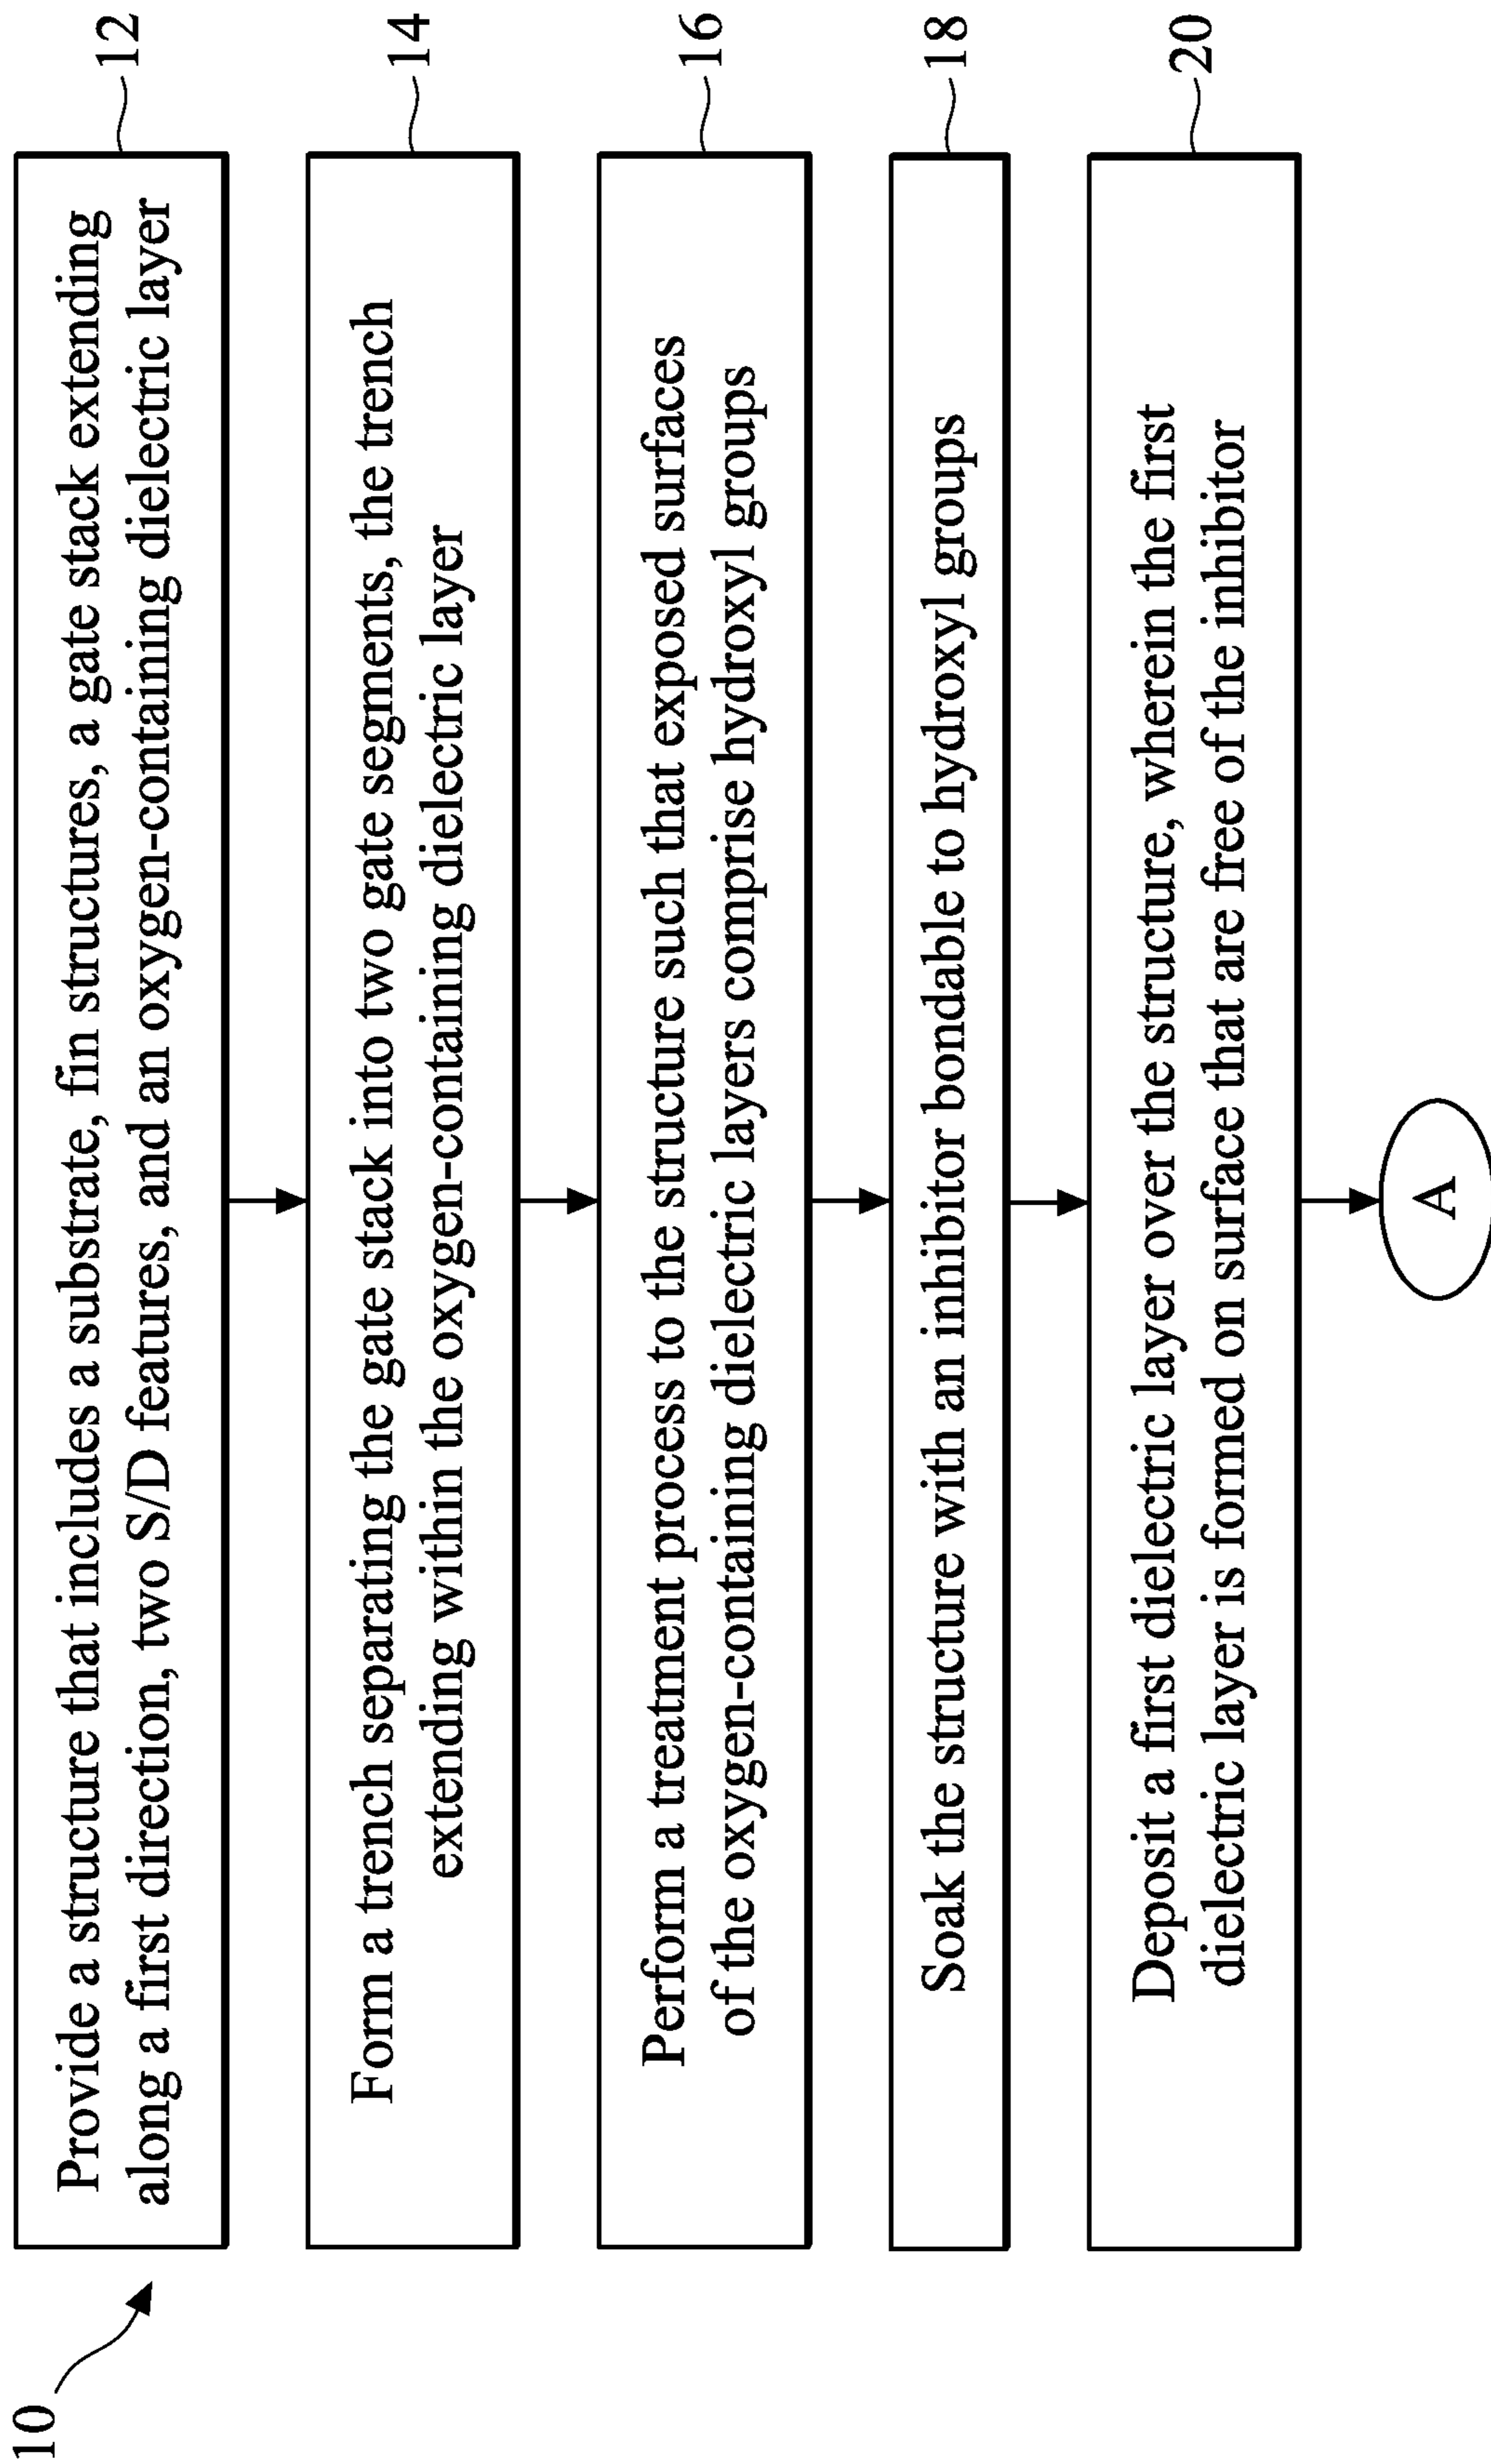 10
Provide a structure that includes a substrate, fin structures, a gate stack extending
along a first direction, two S/D features, and an oxygen-containing dielectric layer
12
Form a trench separating the gate stack into two gate segments, the trench
extending within the oxygen-containing dielectric layer
14
Perform a treatment process to the structure such that exposed surfaces
of the oxygen-containing dielectric layers comprise hydroxyl groups
16
Soak the structure with an inhibitor bondable to hydroxyl groups
18
Deposit a first dielectric layer over the structure, wherein the first
dielectric layer is formed on surface that are free of the inhibitor
20
A